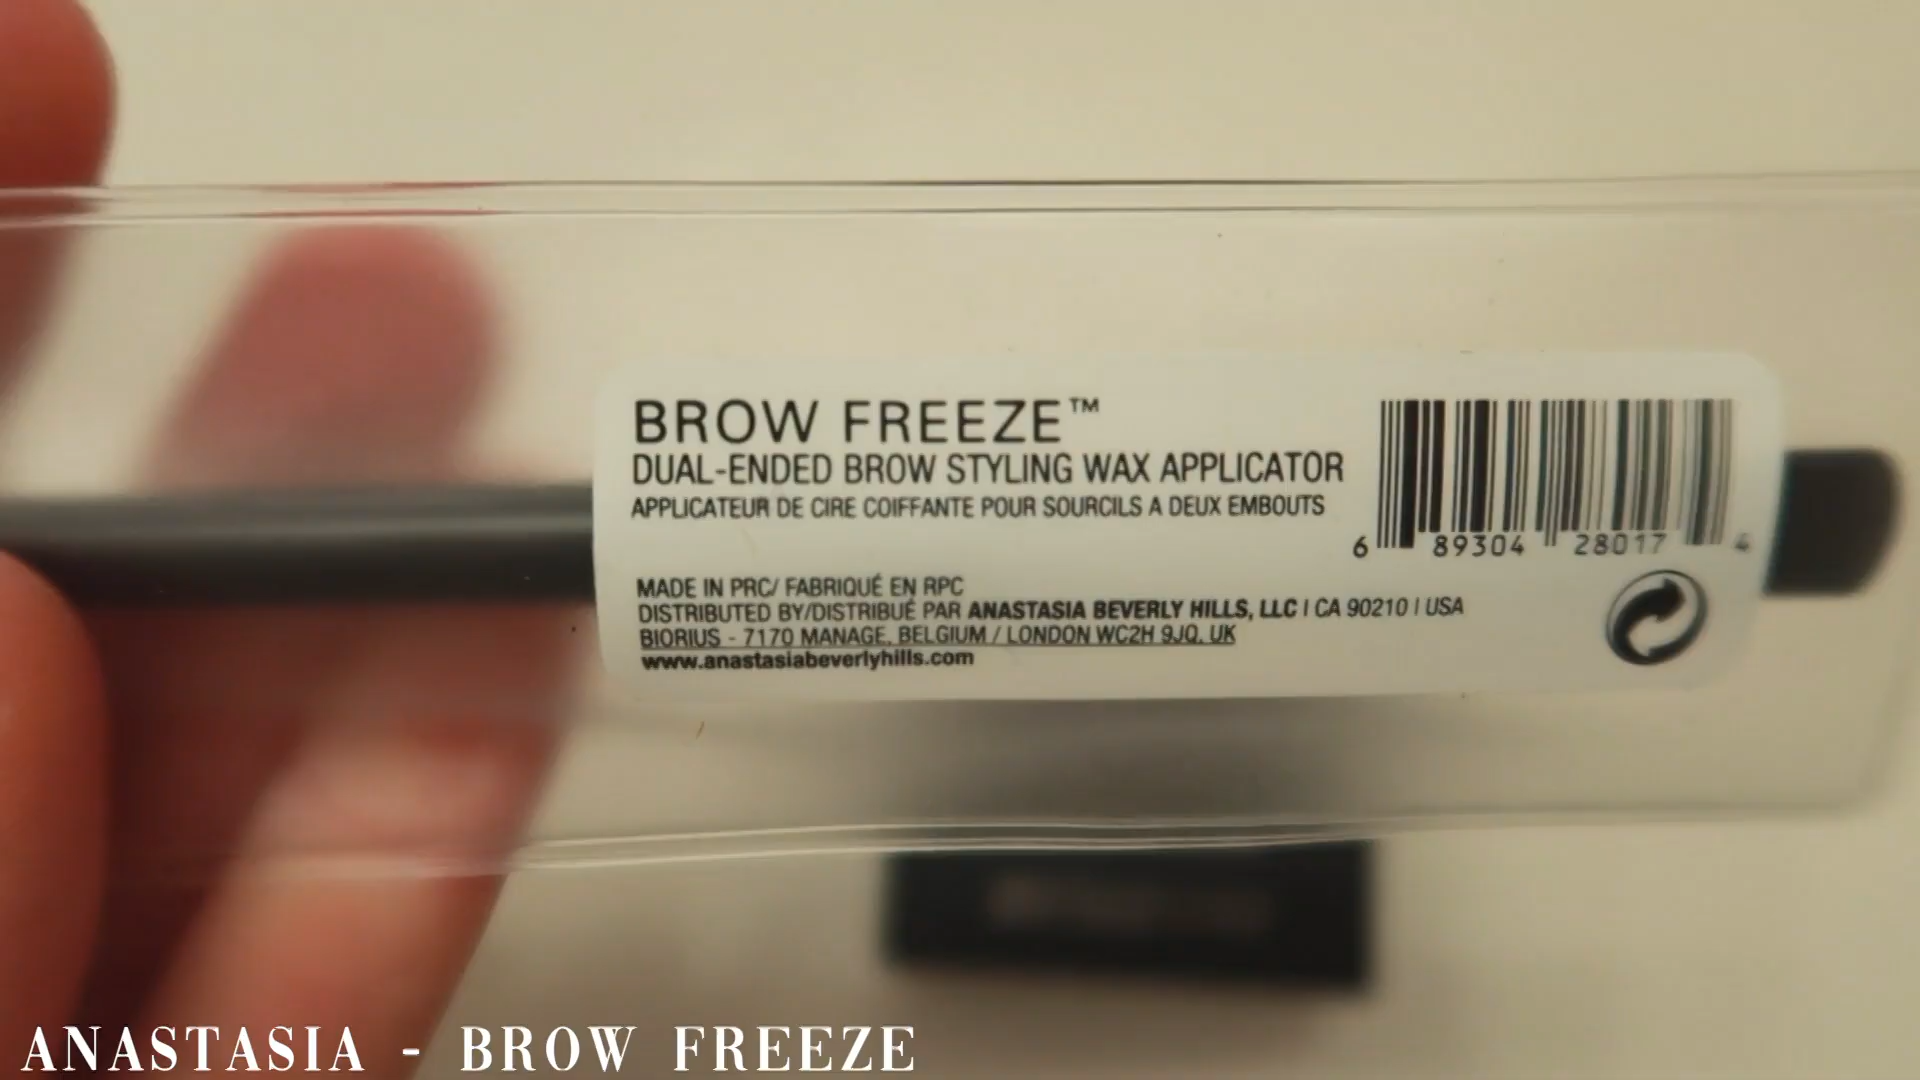 BROW FREEZE™
DUAL-ENDED BROW STYLING WAX APPLICATOR
APPLICATEUR DE CIRE COIFFANTE POUR SOURCILS A DEUX EMBOUTS
6 89304 28017 4
MADE IN PRC/ FABRIQUÉ EN RPC
DISTRIBUTED BY/DISTRIBUÉ PAR ANASTASIA BEVERLY HILLS, LLC I CA 90210 I USA
BIORIUS - 7170 MANAGE, BELGIUM / LONDON WC2H 9JQ, UK
www.anastasiabeverlyhills.com
ANASTASIA - BROW FREEZE